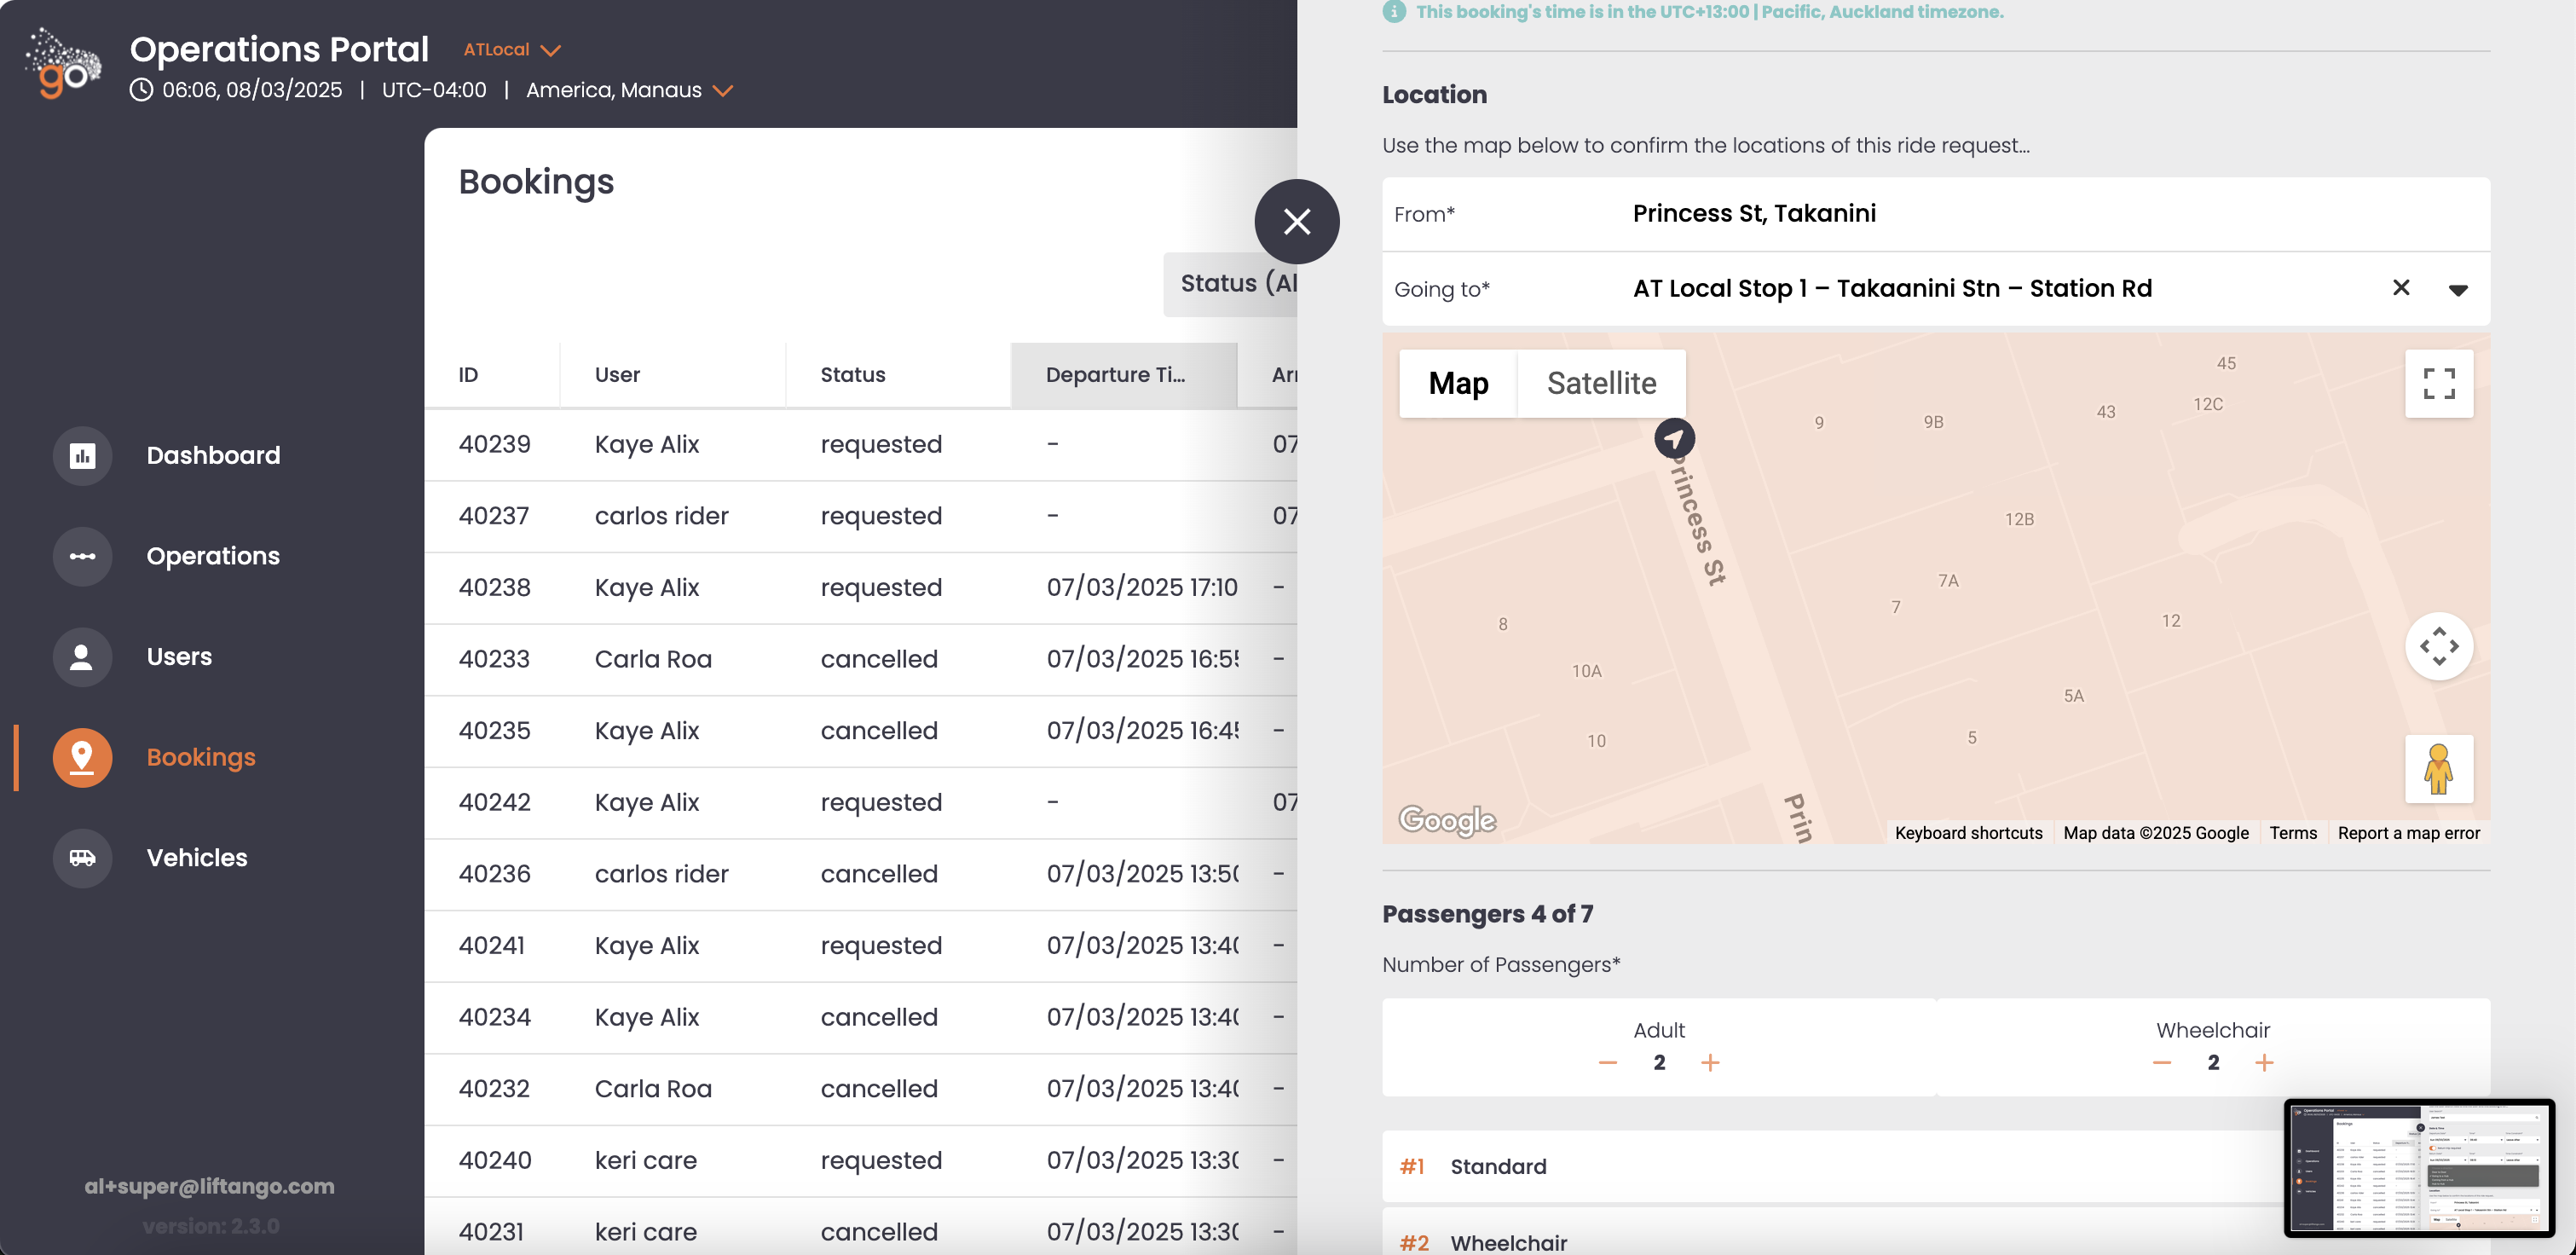 go
Operations Portal
ATLocal
06:06, 08/03/2025 | UTC-04:00 | America, Manaus
Dashboard
Operations
Users
Bookings
Vehicles
al+super@liftango.com
version: 2.3.0
Bookings
Status (Al
ID User Status Departure Ti... Arr
40239 Kaye Alix requested - 07
40237 carlos rider requested - 07
40238 Kaye Alix requested 07/03/2025 17:10 -
40233 Carla Roa cancelled 07/03/2025 16:55 -
40235 Kaye Alix cancelled 07/03/2025 16:45 -
40242 Kaye Alix requested - 07
40236 carlos rider cancelled 07/03/2025 13:50 -
40241 Kaye Alix requested 07/03/2025 13:40 -
40234 Kaye Alix cancelled 07/03/2025 13:40 -
40232 Carla Roa cancelled 07/03/2025 13:40 -
40240 keri care requested 07/03/2025 13:30 -
40231 keri care cancelled 07/03/2025 13:30 -
This booking's time is in the UTC+13:00 | Pacific, Auckland timezone.
Location
Use the map below to confirm the locations of this ride request...
From* Princess St, Takanini
Going to* AT Local Stop 1 – Takaanini Stn – Station Rd
Map Satellite
45
12C
43
9B
9
Princess St
12B
7A
7
12
8
10A
5A
5
10
Prin
Google
Keyboard shortcuts Map data ©2025 Google Terms Report a map error
Passengers 4 of 7
Number of Passengers*
Adult
2
Wheelchair
2
#1 Standard
#2 Wheelchair